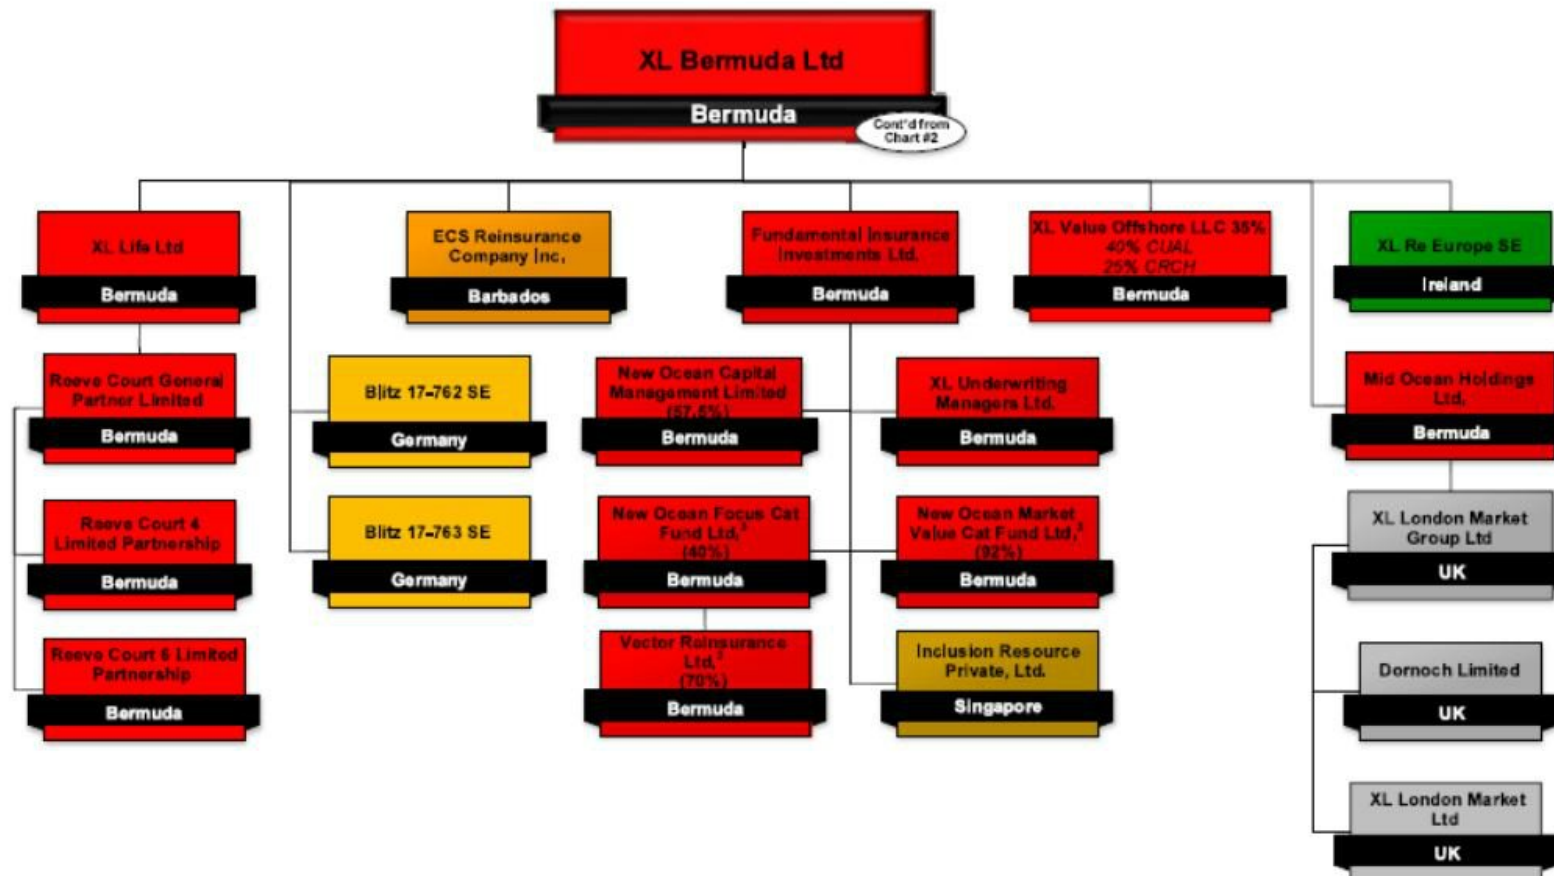 XL Bermuda Ltd
Bermuda
Cont'd from
Chart #2
XL Life Ltd
Bermuda
ECS Reinsurance
Company Inc.
Barbados
Fundamental Insurance
Investments Ltd.
Bermuda
XL Value Offshore LLC 35%
40% CUAL
25% CRCH
Bermuda
XL Re Europe SE
Ireland
Reeve Court General
Partner Limited
Bermuda
Blitz 17-762 SE
Germany
New Ocean Capital
Management Limited
(57.5%)
Bermuda
XL Underwriting
Managers Ltd.
Bermuda
Mid Ocean Holdings
Ltd.
Bermuda
Reeve Court 4
Limited Partnership
Bermuda
Blitz 17-763 SE
Germany
New Ocean Focus Cat
Fund Ltd.
(40%)
Bermuda
New Ocean Market
Value Cat Fund Ltd.
(92%)
Bermuda
XL London Market
Group Ltd
UK
Reeve Court 6 Limited
Partnership
Bermuda
Vector Reinsurance
Ltd.
(70%)
Bermuda
Inclusion Resource
Private, Ltd.
Singapore
Dornoch Limited
UK
XL London Market
Ltd
UK